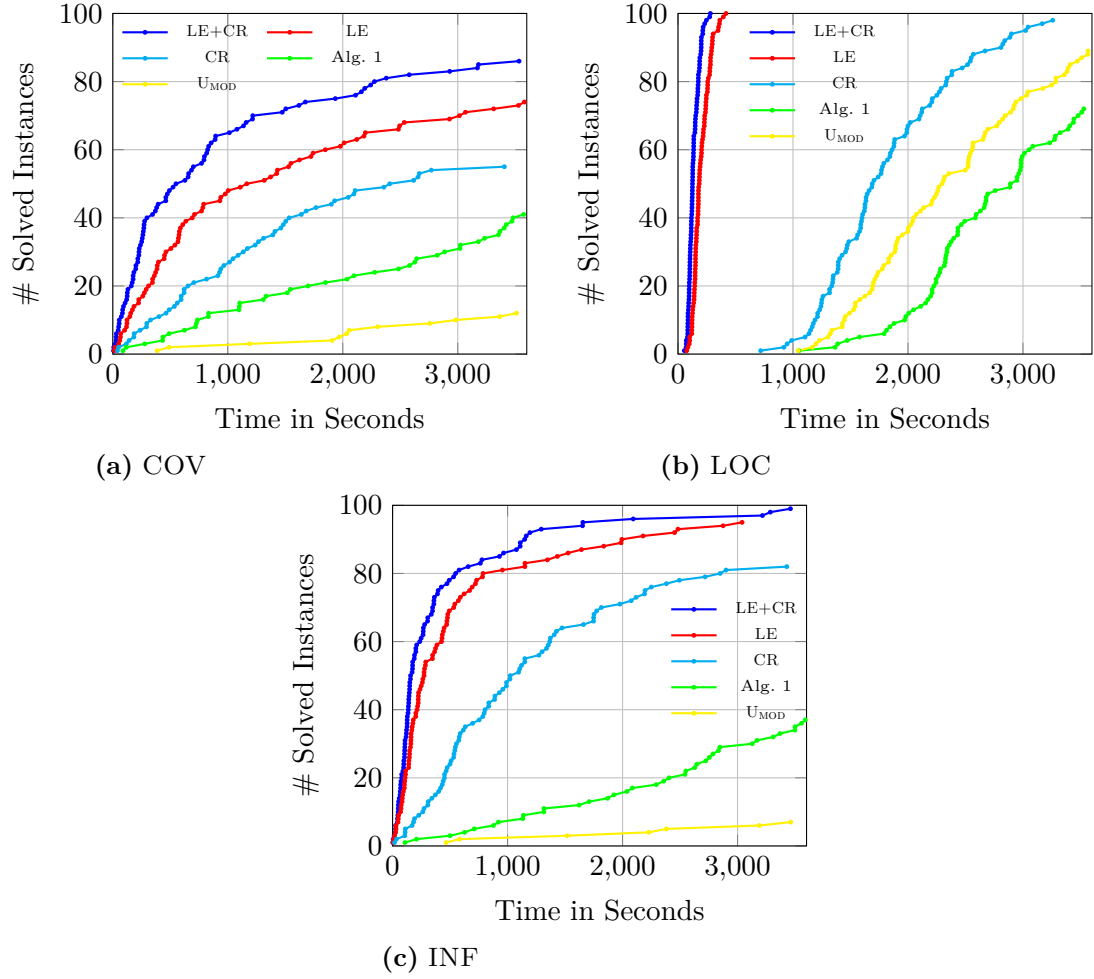 # Solved Instances
100
80
60
40
20
0
LE+CR LE
CR Alg. 1
UMOD
0 1,000 2,000 3,000
Time in Seconds
(a) COV
# Solved Instances
100
80
60
40
20
0
LE+CR
LE
CR
Alg. 1
UMOD
0 1,000 2,000 3,000
Time in Seconds
(b) LOC
# Solved Instances
100
80
60
40
20
0
LE+CR
LE
CR
Alg. 1
UMOD
0 1,000 2,000 3,000
Time in Seconds
(c) INF